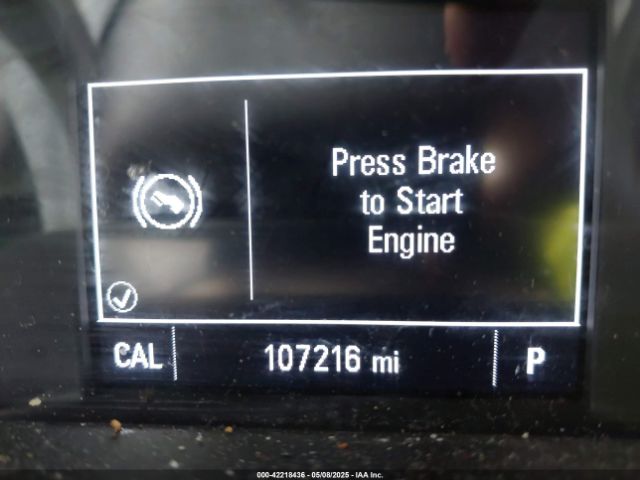 Press Brake
to Start
Engine
CAL 107216 mi P
000-42218436 - 05/08/2025 - IAA Inc.